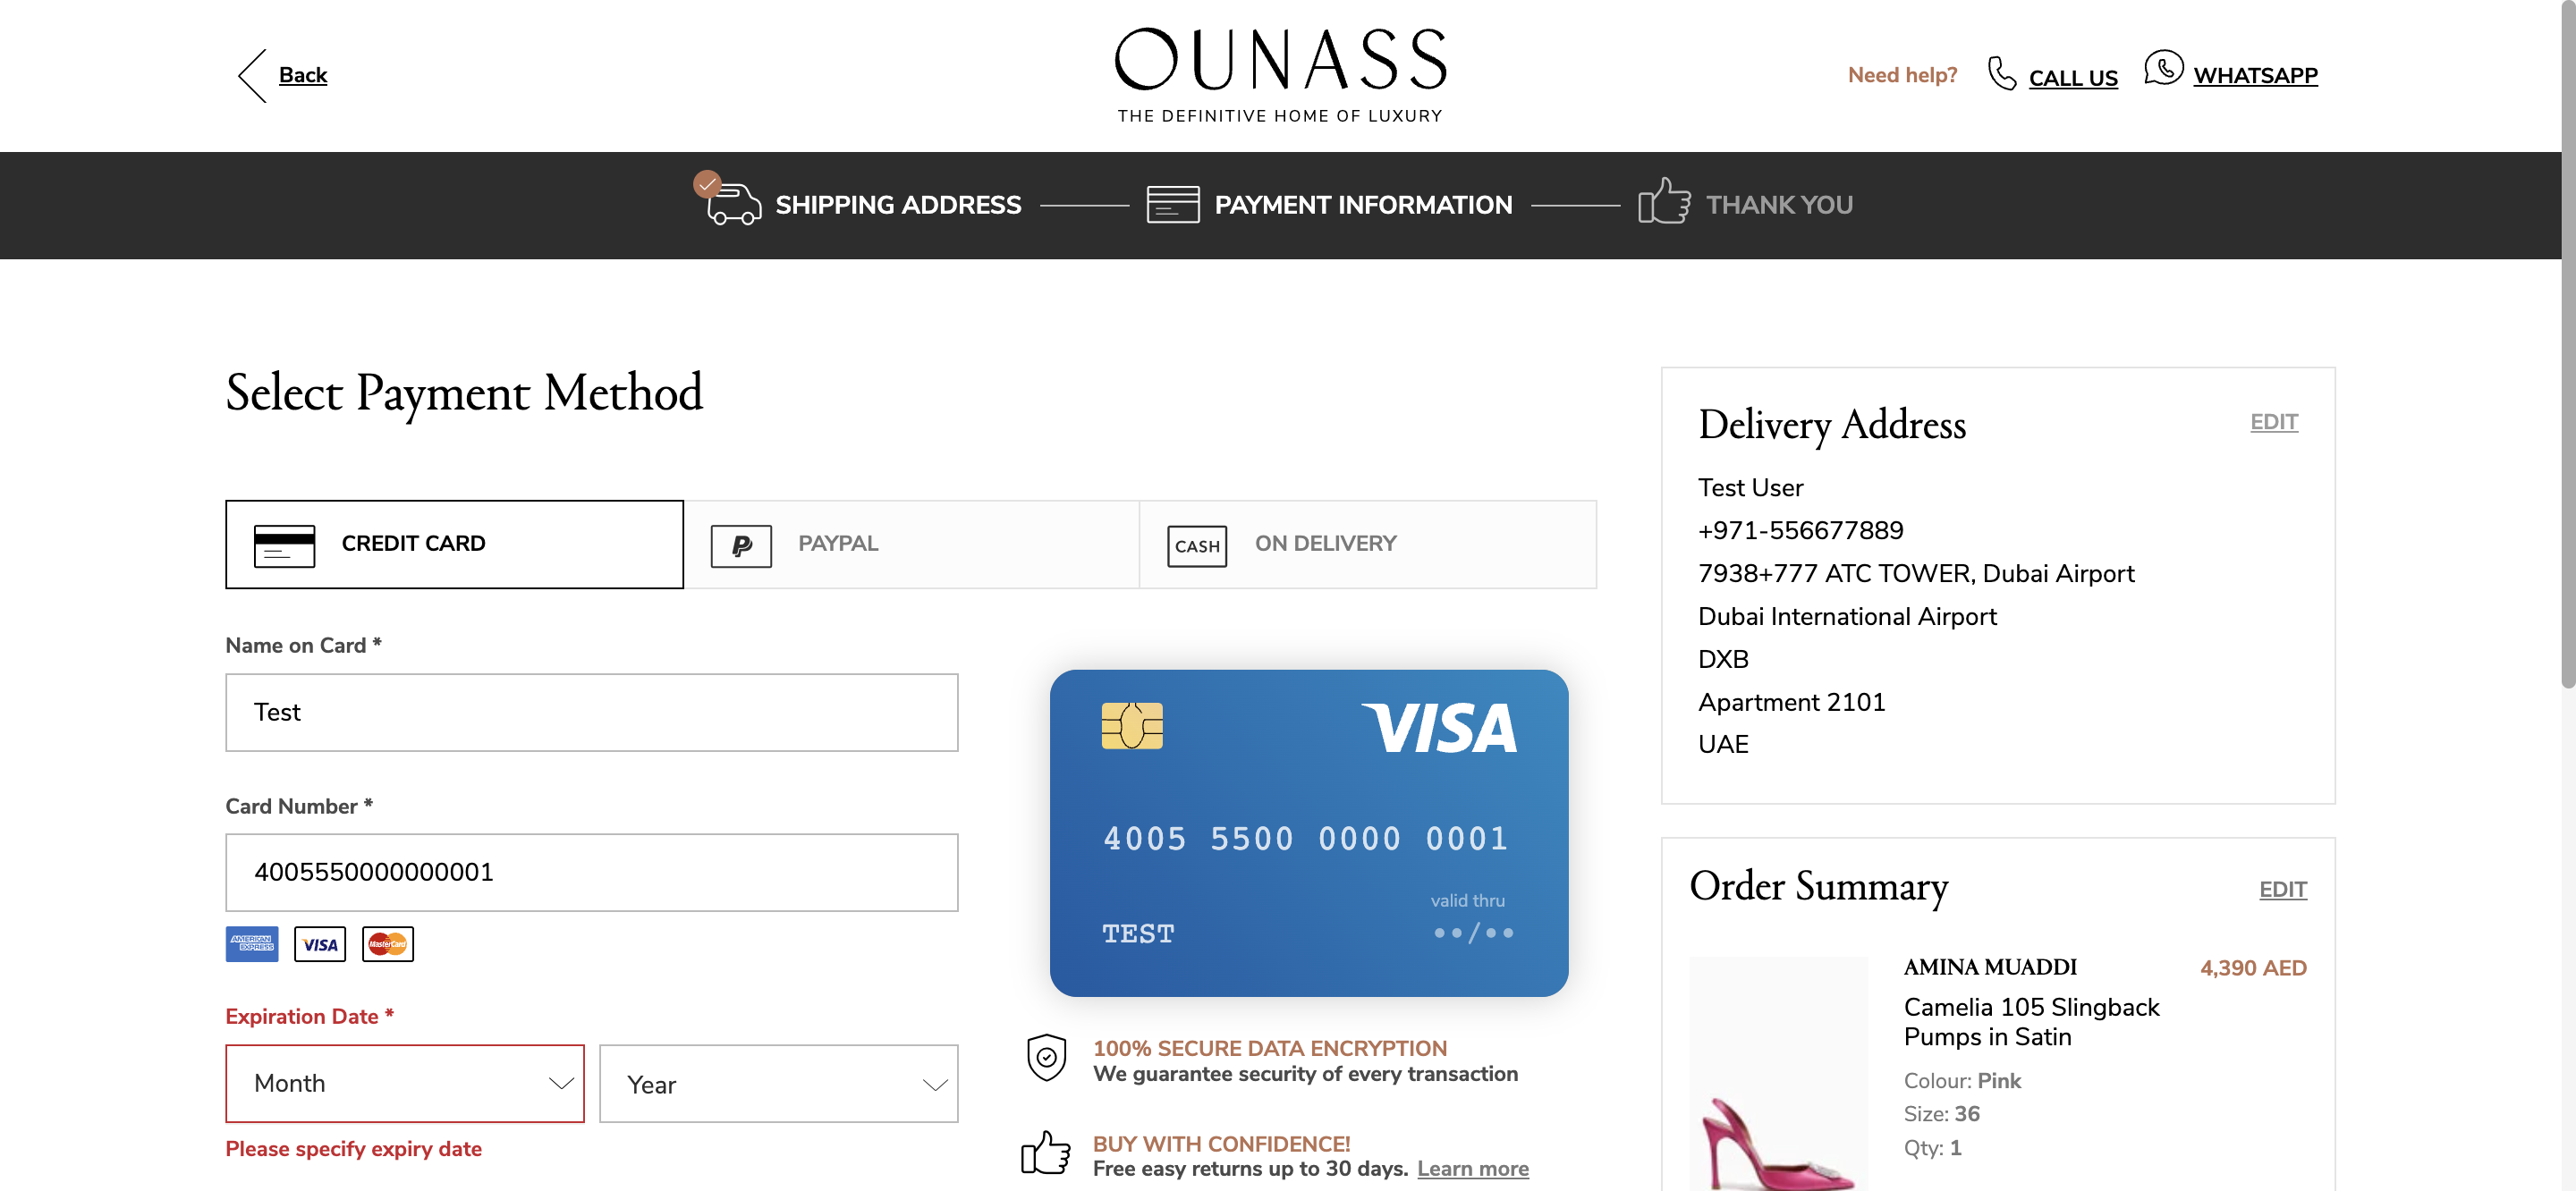 Back
OUNASS
THE DEFINITIVE HOME OF LUXURY
Need help?
CALL US
WHATSAPP
SHIPPING ADDRESS
PAYMENT INFORMATION
THANK YOU
Select Payment Method
CREDIT CARD
PAYPAL
CASH
ON DELIVERY
Name on Card *
Test
Card Number *
4005550000000001
AMERICAN EXPRESS
VISA
MasterCard
Expiration Date *
Month
Year
Please specify expiry date
VISA
4005 5500 0000 0001
valid thru
TEST
••/••
100% SECURE DATA ENCRYPTION
We guarantee security of every transaction
BUY WITH CONFIDENCE!
Free easy returns up to 30 days. Learn more
Delivery Address
EDIT
Test User
+971-556677889
7938+777 ATC TOWER, Dubai Airport
Dubai International Airport
DXB
Apartment 2101
UAE
Order Summary
EDIT
AMINA MUADDI
4,390 AED
Camelia 105 Slingback
Pumps in Satin
Colour: Pink
Size: 36
Qty: 1